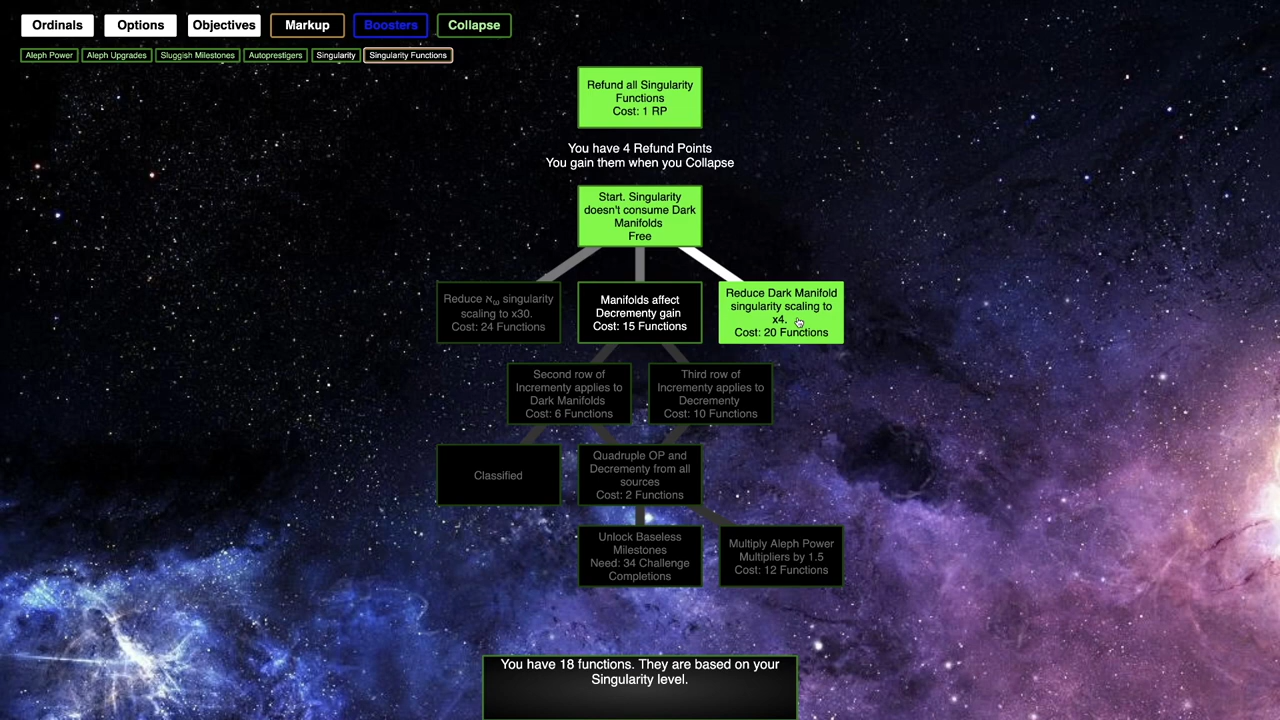 Ordinals
Options
Objectives
Markup
Boosters
Collapse
Aleph Power
Aleph Upgrades
Sluggish Milestones
Autoprestigers
Singularity
Singularity Functions
Refund all Singularity
Functions
Cost: 1 RP
You have 4 Refund Points
You gain them when you Collapse
Start. Singularity
doesn't consume Dark
Manifolds
Free
Reduce ℵω singularity
scaling to x30.
Cost: 24 Functions
Manifolds affect
Decrementy gain
Cost: 15 Functions
Reduce Dark Manifold
singularity scaling to
x4.
Cost: 20 Functions
Second row of
Incrementy applies to
Dark Manifolds
Cost: 6 Functions
Third row of
Incrementy applies to
Decrementy
Cost: 10 Functions
Classified
Quadruple OP and
Decrementy from all
sources
Cost: 2 Functions
Unlock Baseless
Milestones
Need: 34 Challenge
Completions
Multiply Aleph Power
Multipliers by 1.5
Cost: 12 Functions
You have 18 functions. They are based on your
Singularity level.